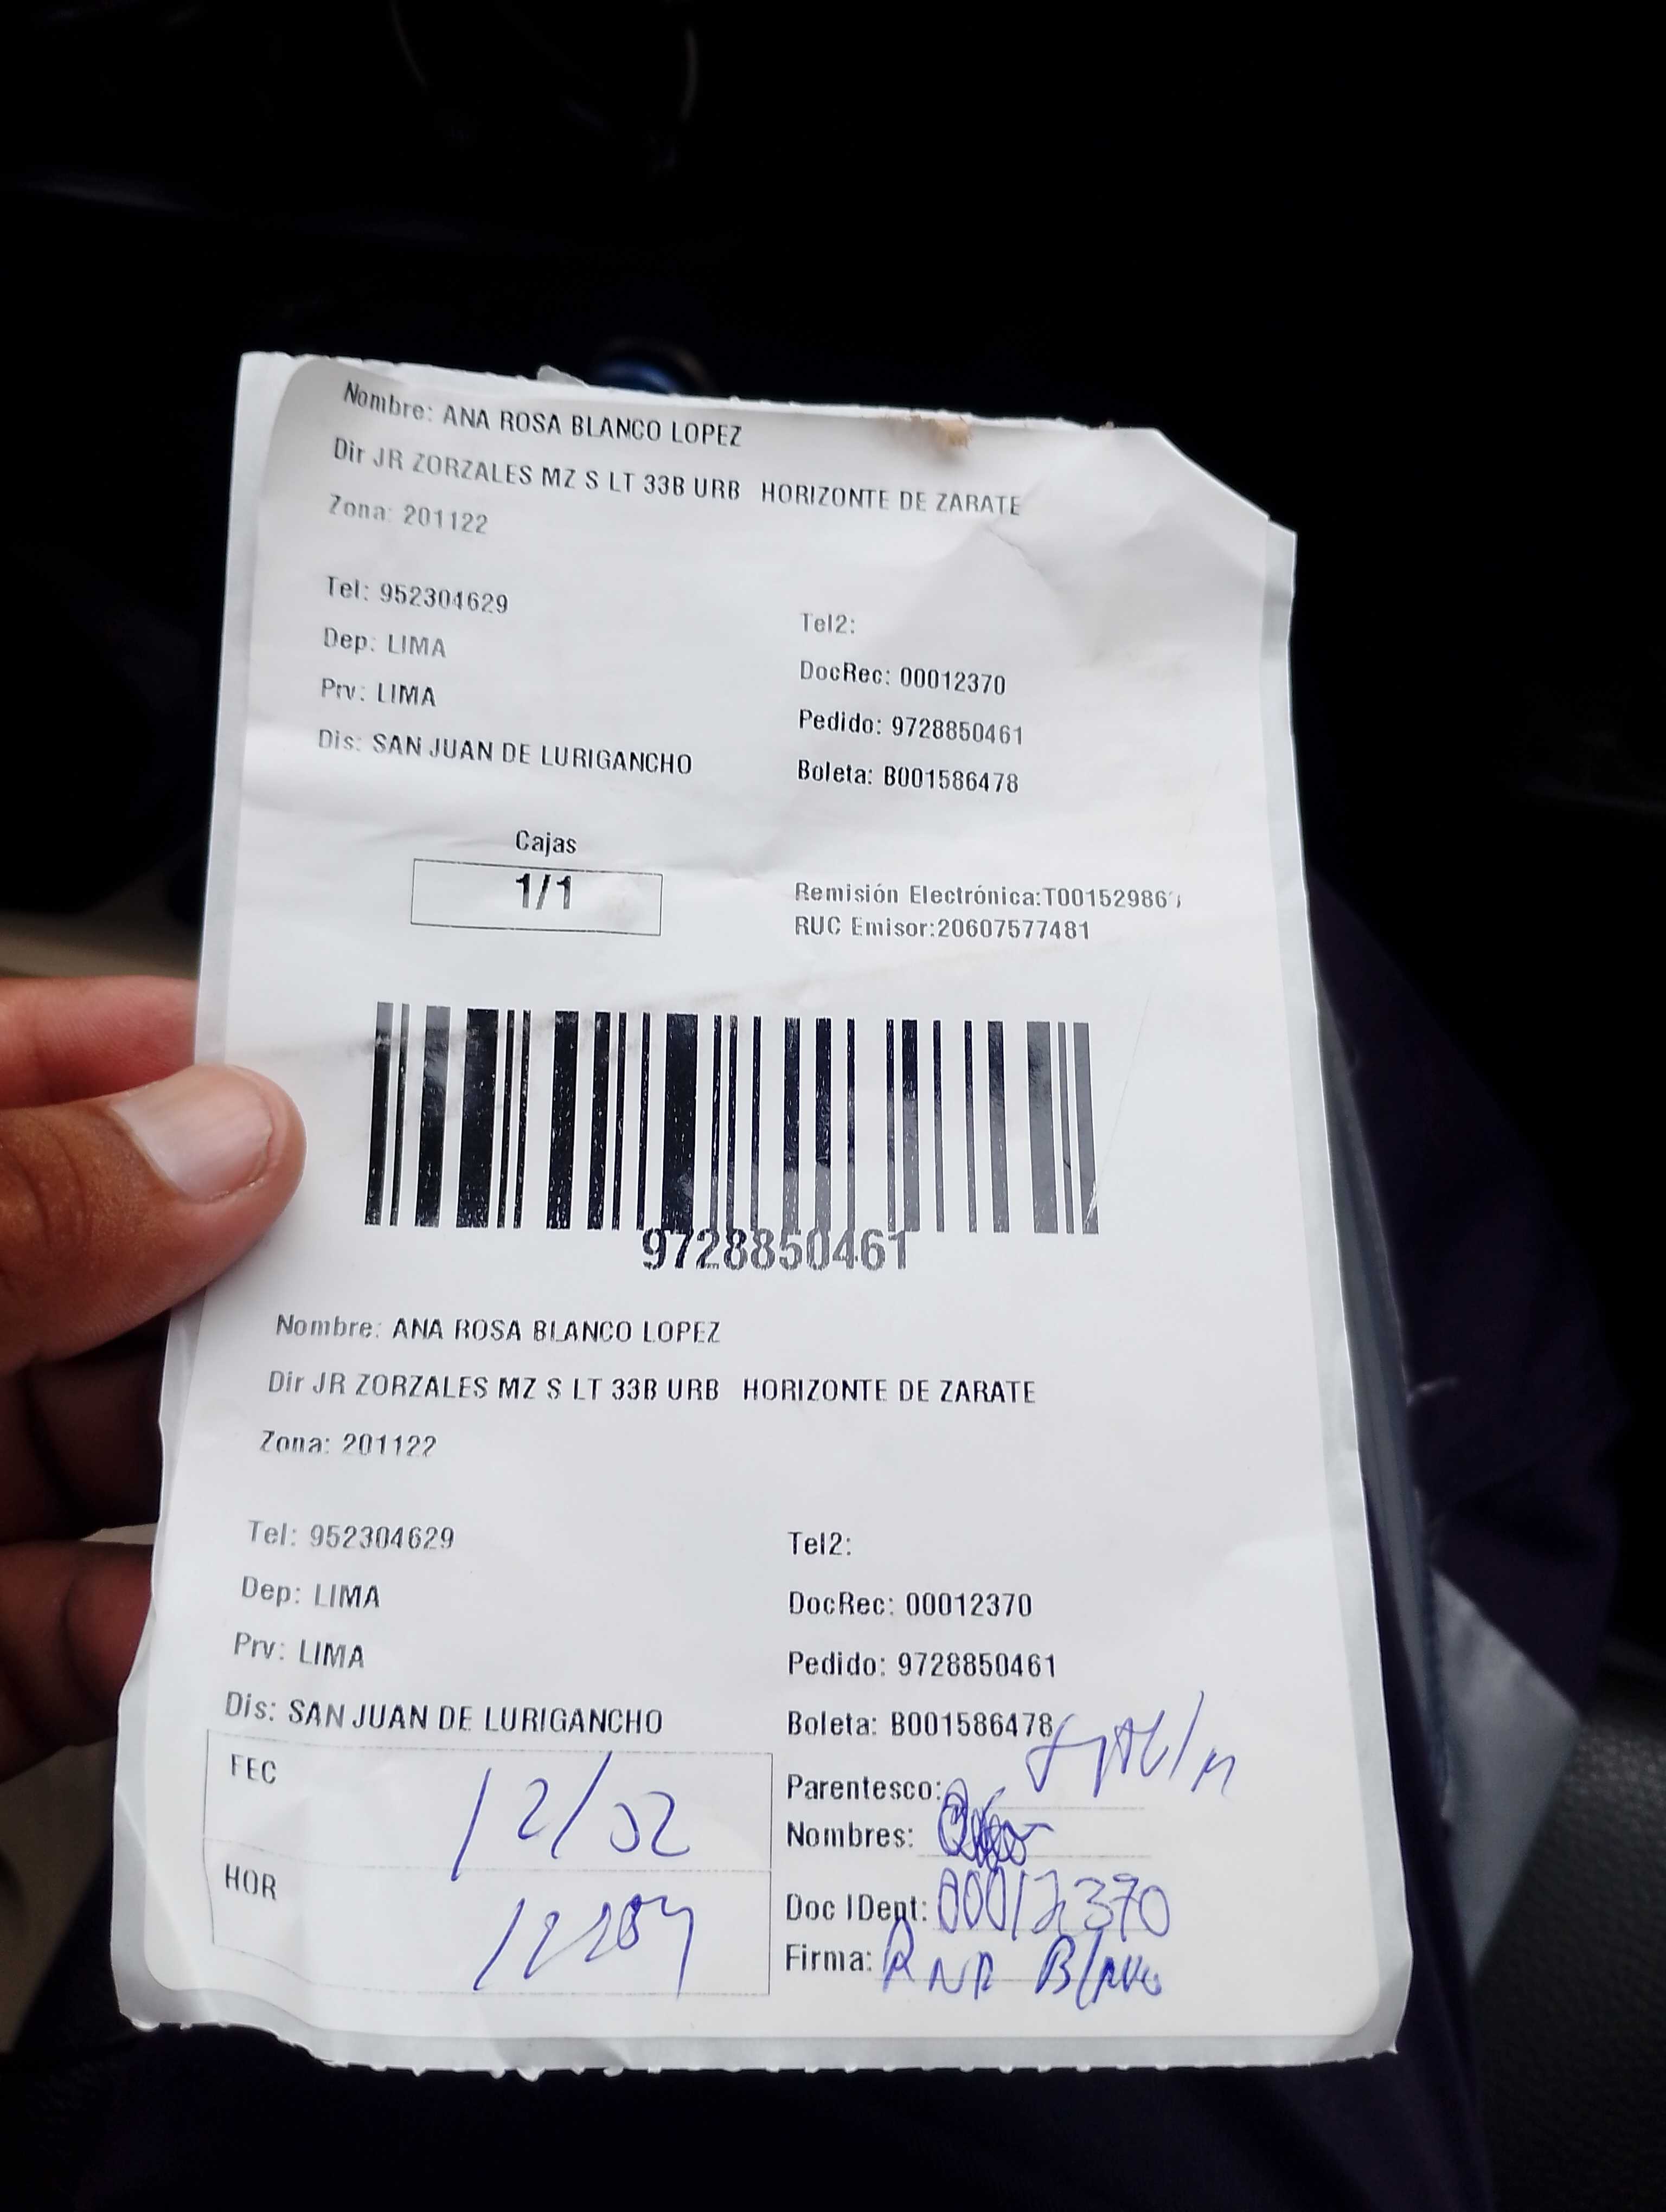 Nombre: ANA ROSA BLANCO LOPEZ
Dir JR ZORZALES MZ S LT 33B URB HORIZONTE DE ZARATE
Zona: 201122
Tel: 952304629
Tel2:
Dep: LIMA
DocRec: 00012370
Prv: LIMA
Pedido: 9728850461
Dis: SAN JUAN DE LURIGANCHO
Boleta: B001586478
Cajas
1/1
Remisión Electrónica:
RUC Emisor:20607577481
9728850461
Nombre: ANA ROSA BLANCO LOPEZ
Dir JR ZORZALES MZ S LT 33B URB HORIZONTE DE ZARATE
Zona: 201122
Tel: 952304629
Tel2:
Dep: LIMA
DocRec: 00012370
Prv: LIMA
Pedido: 9728850461
Dis: SAN JUAN DE LURIGANCHO
Boleta: B001586478
FEC 12/02
Parentesco:
Nombres:
HOR
Doc IDent: 00012370
Firma: ANA